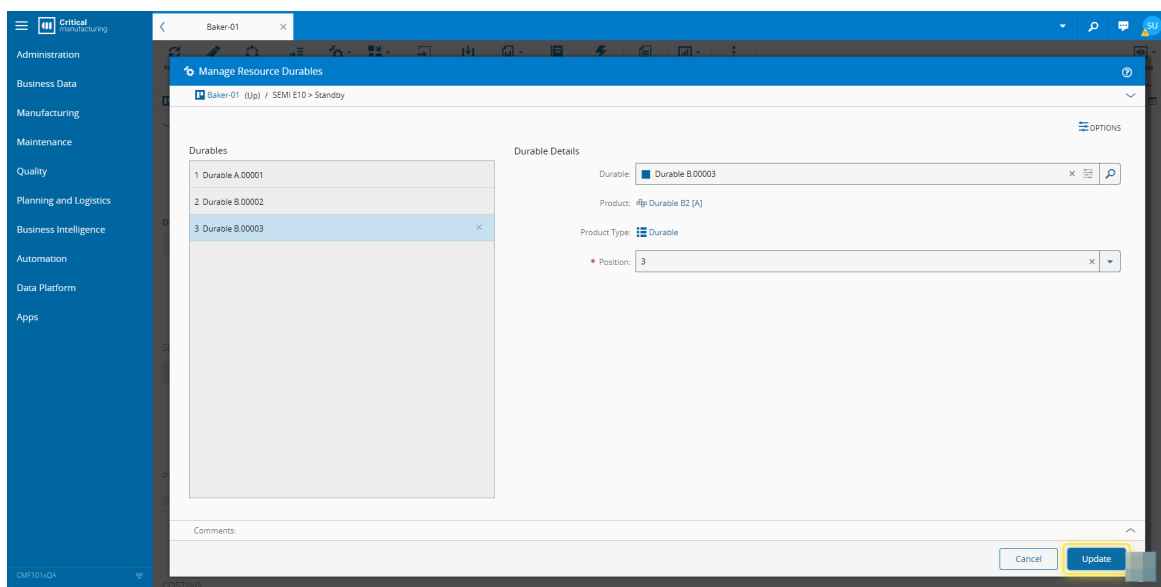 Critical
manufacturing
Baker-01
SU
Administration
Business Data
Manufacturing
Maintenance
Quality
Planning and Logistics
Business Intelligence
Automation
Data Platform
Apps
CMF101xQA
Manage Resource Durables
Baker-01 (Up) / SEMI E10 > Standby
OPTIONS
Durables
1 Durable A.00001
2 Durable B.00002
3 Durable B.00003
Durable Details
Durable: Durable B.00003
Product: Durable B2 [A]
Product Type: Durable
* Position: 3
Comments:
Cancel Update
COSTING